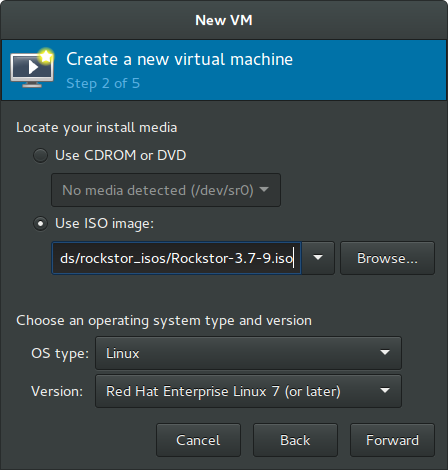 New VM
Create a new virtual machine
Step 2 of 5
Locate your install media
Use CDROM or DVD
No media detected (/dev/sr0)
Use ISO image:
ds/rockstor_isos/Rockstor-3.7-9.iso
Browse...
Choose an operating system type and version
OS type: Linux
Version: Red Hat Enterprise Linux 7 (or later)
Cancel Back Forward